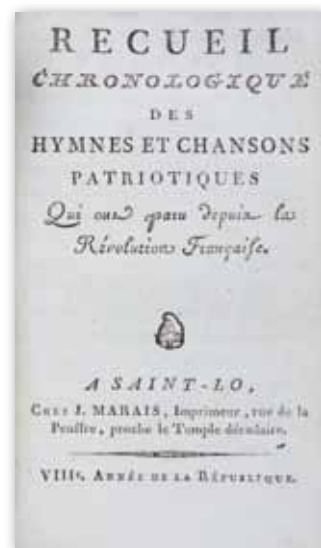 RECUEIL
CHRONOLOGIQUE
DES
HYMNES ET CHANSONS
PATRIOTIQUES
Qui ont paru depuis la
Révolution Françaiſe.
A SAINT-LO,
CHEZ J. MARAIS, Imprimeur, rue de la
Pouſſre, proche le Temple décadaire.
VIIIe. ANNÉE DE LA RÉPUBLIQUE.